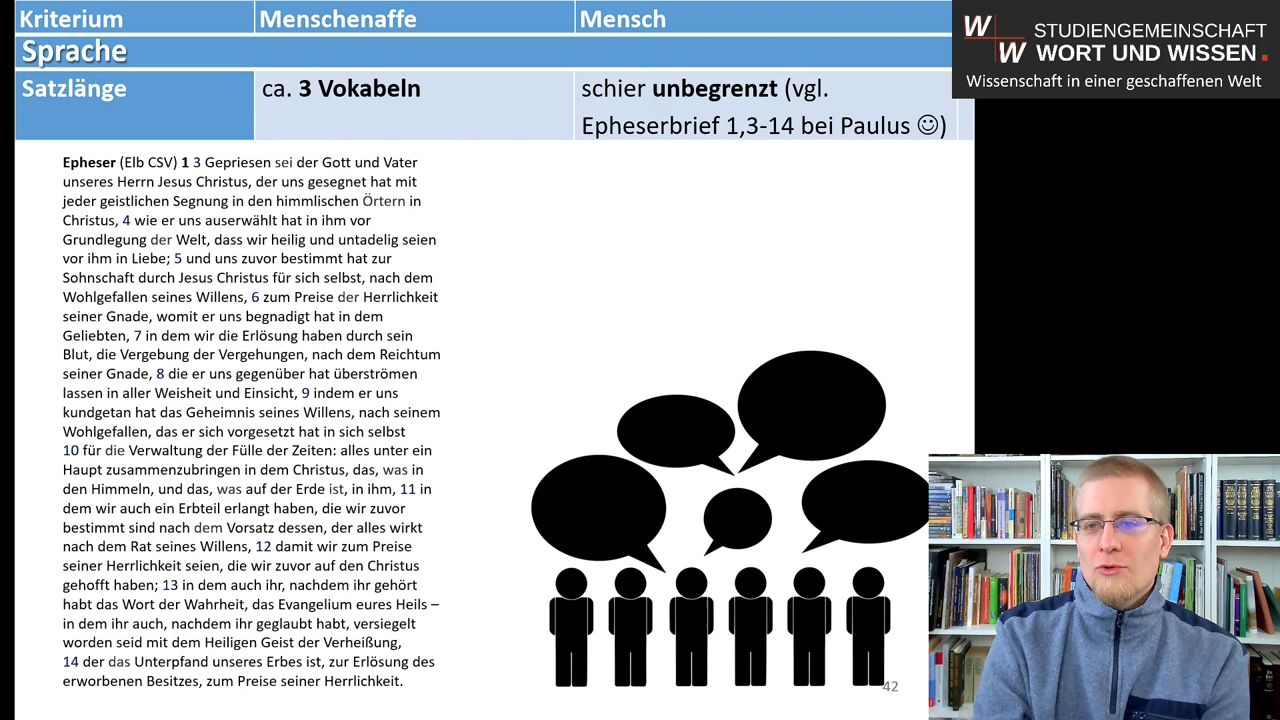 Kriterium Menschenaffe Mensch
Sprache
Satzlänge ca. 3 Vokabeln schier unbegrenzt (vgl.
Epheserbrief 1,3-14 bei Paulus ☺)
W W STUDIENGEMEINSCHAFT
WORT UND WISSEN.
Wissenschaft in einer geschaffenen Welt
Epheser (Elb CSV) 1 3 Gepriesen sei der Gott und Vater
unseres Herrn Jesus Christus, der uns gesegnet hat mit
jeder geistlichen Segnung in den himmlischen Örtern in
Christus, 4 wie er uns auserwählt hat in ihm vor
Grundlegung der Welt, dass wir heilig und untadelig seien
vor ihm in Liebe; 5 und uns zuvor bestimmt hat zur
Sohnschaft durch Jesus Christus für sich selbst, nach dem
Wohlgefallen seines Willens, 6 zum Preise der Herrlichkeit
seiner Gnade, womit er uns begnadigt hat in dem
Geliebten, 7 in dem wir die Erlösung haben durch sein
Blut, die Vergebung der Vergehungen, nach dem Reichtum
seiner Gnade, 8 die er uns gegenüber hat überströmen
lassen in aller Weisheit und Einsicht, 9 indem er uns
kundgetan hat das Geheimnis seines Willens, nach seinem
Wohlgefallen, das er sich vorgesetzt hat in sich selbst
10 für die Verwaltung der Fülle der Zeiten: alles unter ein
Haupt zusammenzubringen in dem Christus, das, was in
den Himmeln, und das, was auf der Erde ist, in ihm, 11 in
dem wir auch ein Erbteil erlangt haben, die wir zuvor
bestimmt sind nach dem Vorsatz dessen, der alles wirkt
nach dem Rat seines Willens, 12 damit wir zum Preise
seiner Herrlichkeit seien, die wir zuvor auf den Christus
gehofft haben; 13 in dem auch ihr, nachdem ihr gehört
habt das Wort der Wahrheit, das Evangelium eures Heils –
in dem ihr auch, nachdem ihr geglaubt habt, versiegelt
worden seid mit dem Heiligen Geist der Verheißung,
14 der das Unterpfand unseres Erbes ist, zur Erlösung des
erworbenen Besitzes, zum Preise seiner Herrlichkeit.
42